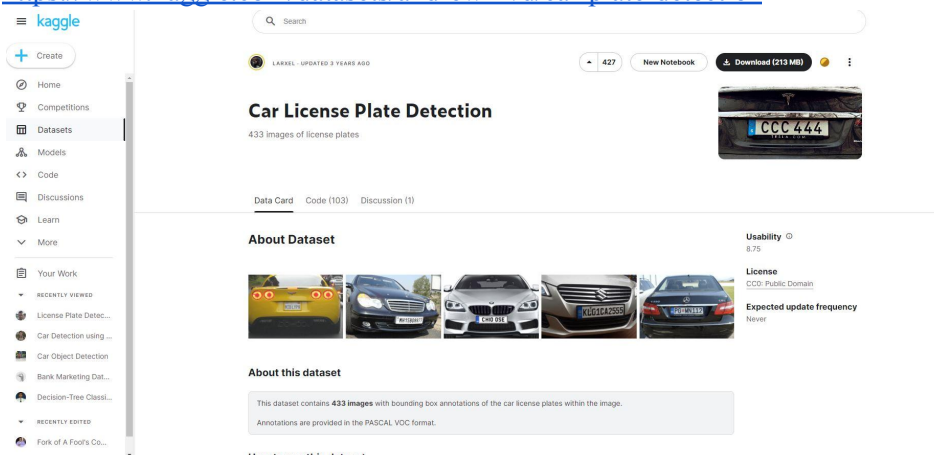 kaggle
Search
Create
Home
Competitions
Datasets
Models
Code
Discussions
Learn
More
Your Work
RECENTLY VIEWED
License Plate Detec...
Car Detection using ...
Car Object Detection
Bank Marketing Dat...
Decision-Tree Classi...
RECENTLY EDITED
Fork of A Fool's Co...
LARXEL · UPDATED 3 YEARS AGO
427
New Notebook
Download (213 MB)
Car License Plate Detection
433 images of license plates
CCC 444
Data Card Code (103) Discussion (1)
About Dataset
Usability
8.75
License
CC0: Public Domain
Expected update frequency
Never
KL01CA2555
About this dataset
This dataset contains 433 images with bounding box annotations of the car license plates within the image.
Annotations are provided in the PASCAL VOC format.